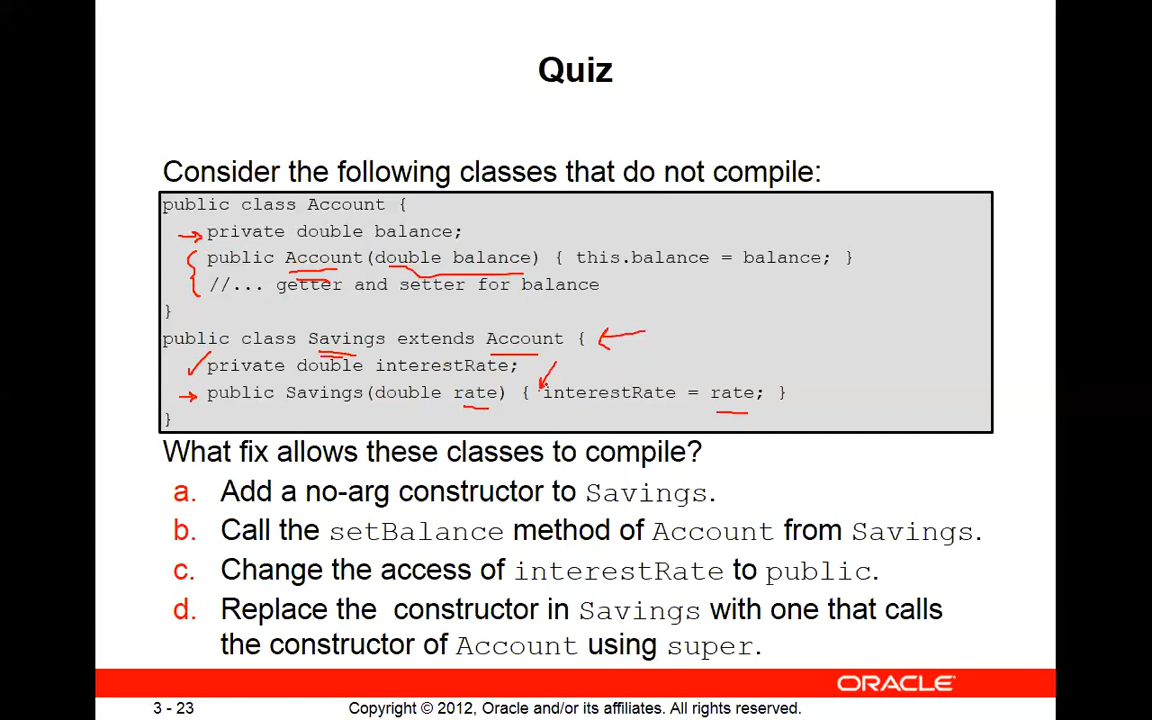 Quiz
Consider the following classes that do not compile:
public class Account {
private double balance;
public Account(double balance) { this.balance = balance; }
//... getter and setter for balance
}
public class Savings extends Account {
private double interestRate;
public Savings(double rate) { interestRate = rate; }
}
What fix allows these classes to compile?
a. Add a no-arg constructor to Savings.
b. Call the setBalance method of Account from Savings.
c. Change the access of interestRate to public.
d. Replace the constructor in Savings with one that calls
the constructor of Account using super.
ORACLE
3 - 23 Copyright © 2012, Oracle and/or its affiliates. All rights reserved.